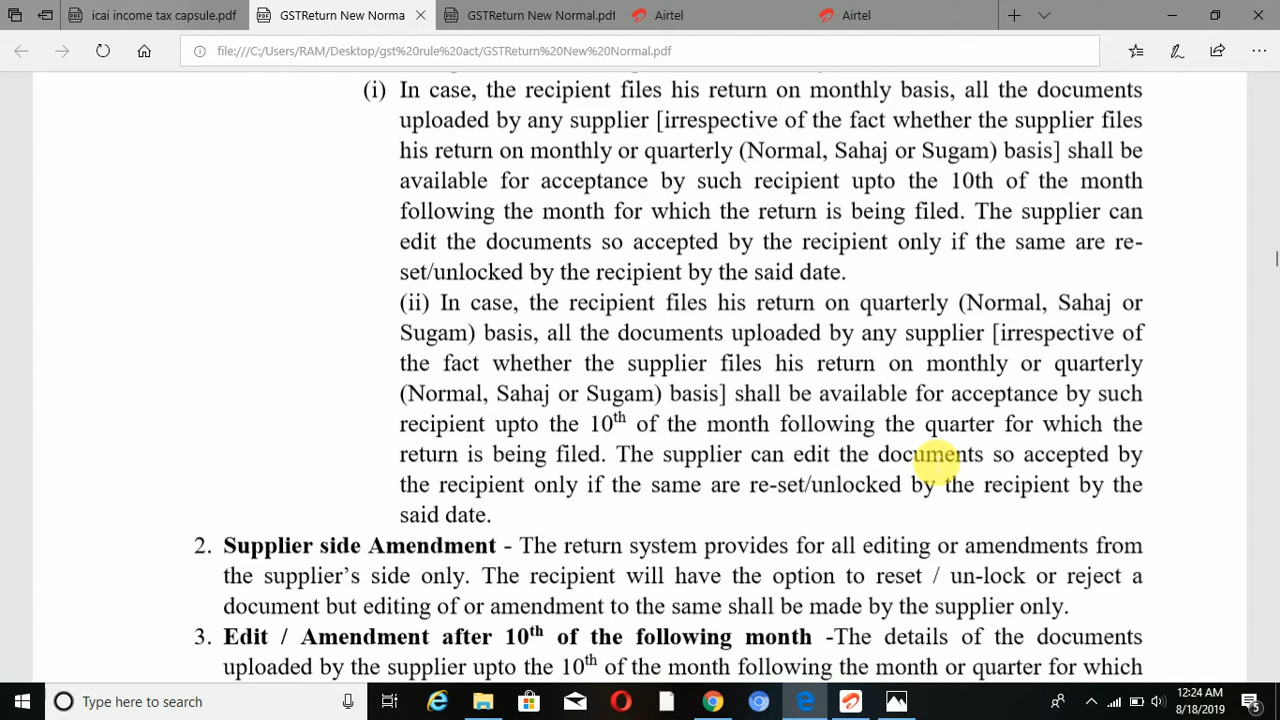 icai income tax capsule.pdf
GSTReturn New Norma
GSTReturn New Normal.pdf
Airtel
Airtel
file:///C:/Users/RAM/Desktop/gst%20rule%20act/GSTReturn%20New%20Normal.pdf
(i) In case, the recipient files his return on monthly basis, all the documents
uploaded by any supplier [irrespective of the fact whether the supplier files
his return on monthly or quarterly (Normal, Sahaj or Sugam) basis] shall be
available for acceptance by such recipient upto the 10th of the month
following the month for which the return is being filed. The supplier can
edit the documents so accepted by the recipient only if the same are re-
set/unlocked by the recipient by the said date.
(ii) In case, the recipient files his return on quarterly (Normal, Sahaj or
Sugam) basis, all the documents uploaded by any supplier [irrespective of
the fact whether the supplier files his return on monthly or quarterly
(Normal, Sahaj or Sugam) basis] shall be available for acceptance by such
recipient upto the 10th of the month following the quarter for which the
return is being filed. The supplier can edit the documents so accepted by
the recipient only if the same are re-set/unlocked by the recipient by the
said date.
2. Supplier side Amendment - The return system provides for all editing or amendments from
the supplier’s side only. The recipient will have the option to reset / un-lock or reject a
document but editing of or amendment to the same shall be made by the supplier only.
3. Edit / Amendment after 10th of the following month -The details of the documents
uploaded by the supplier upto the 10th of the month following the month or quarter for which
Type here to search
12:24 AM
8/18/2019
5